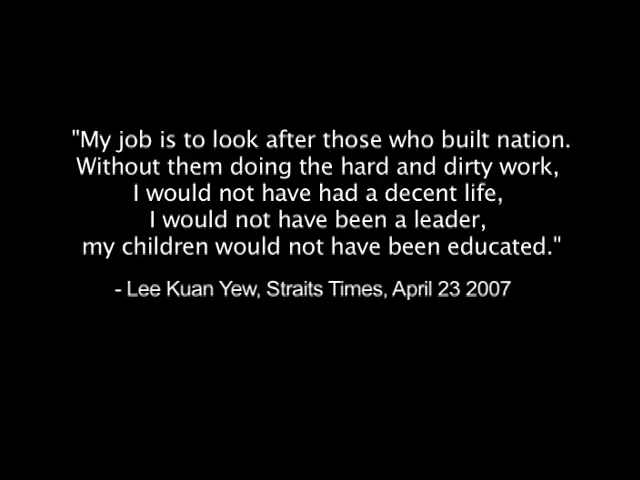 "My job is to look after those who built nation.
Without them doing the hard and dirty work,
I would not have had a decent life,
I would not have been a leader,
my children would not have been educated."
- Lee Kuan Yew, Straits Times, April 23 2007